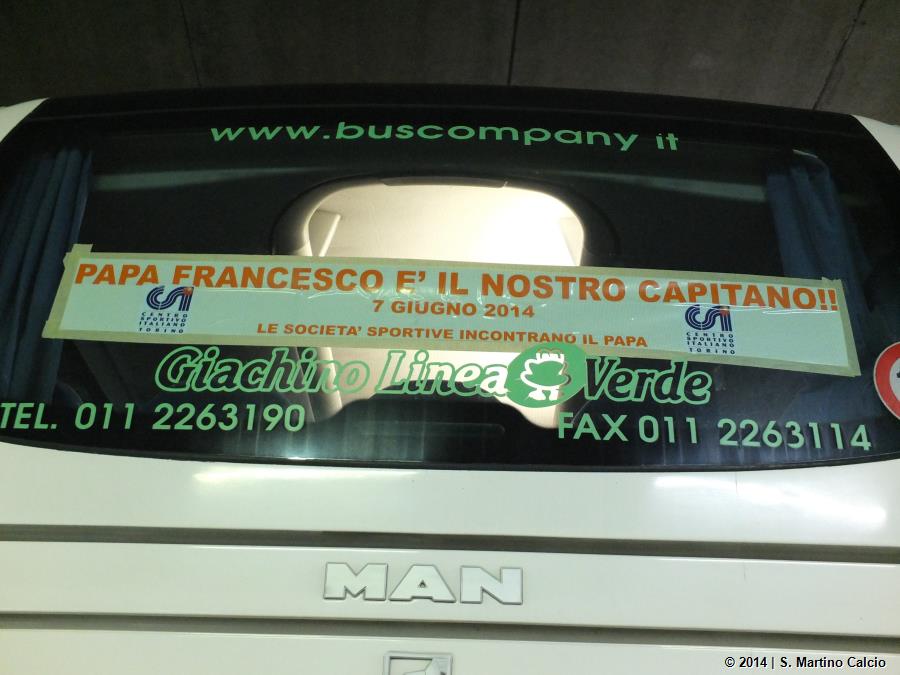 www.buscompany it
PAPA FRANCESCO E' IL NOSTRO CAPITANO!!
7 GIUGNO 2014
LE SOCIETA' SPORTIVE INCONTRANO IL PAPA
CSI
CENTRO
SPORTIVO
ITALIANO
TORINO
CSI
CENTRO
SPORTIVO
ITALIANO
TORINO
Giachino Linea Verde
TEL. 011 2263190
FAX 011 2263114
MAN
© 2014 | S. Martino Calcio